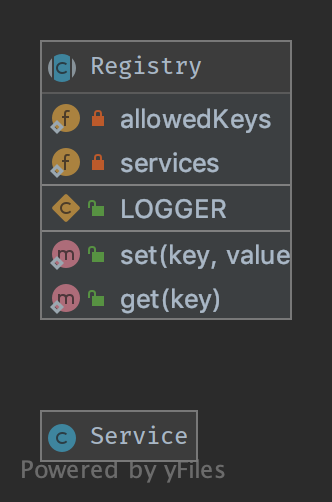 Registry
allowedKeys
services
LOGGER
set(key, value
get(key)
Service
Powered by yFiles